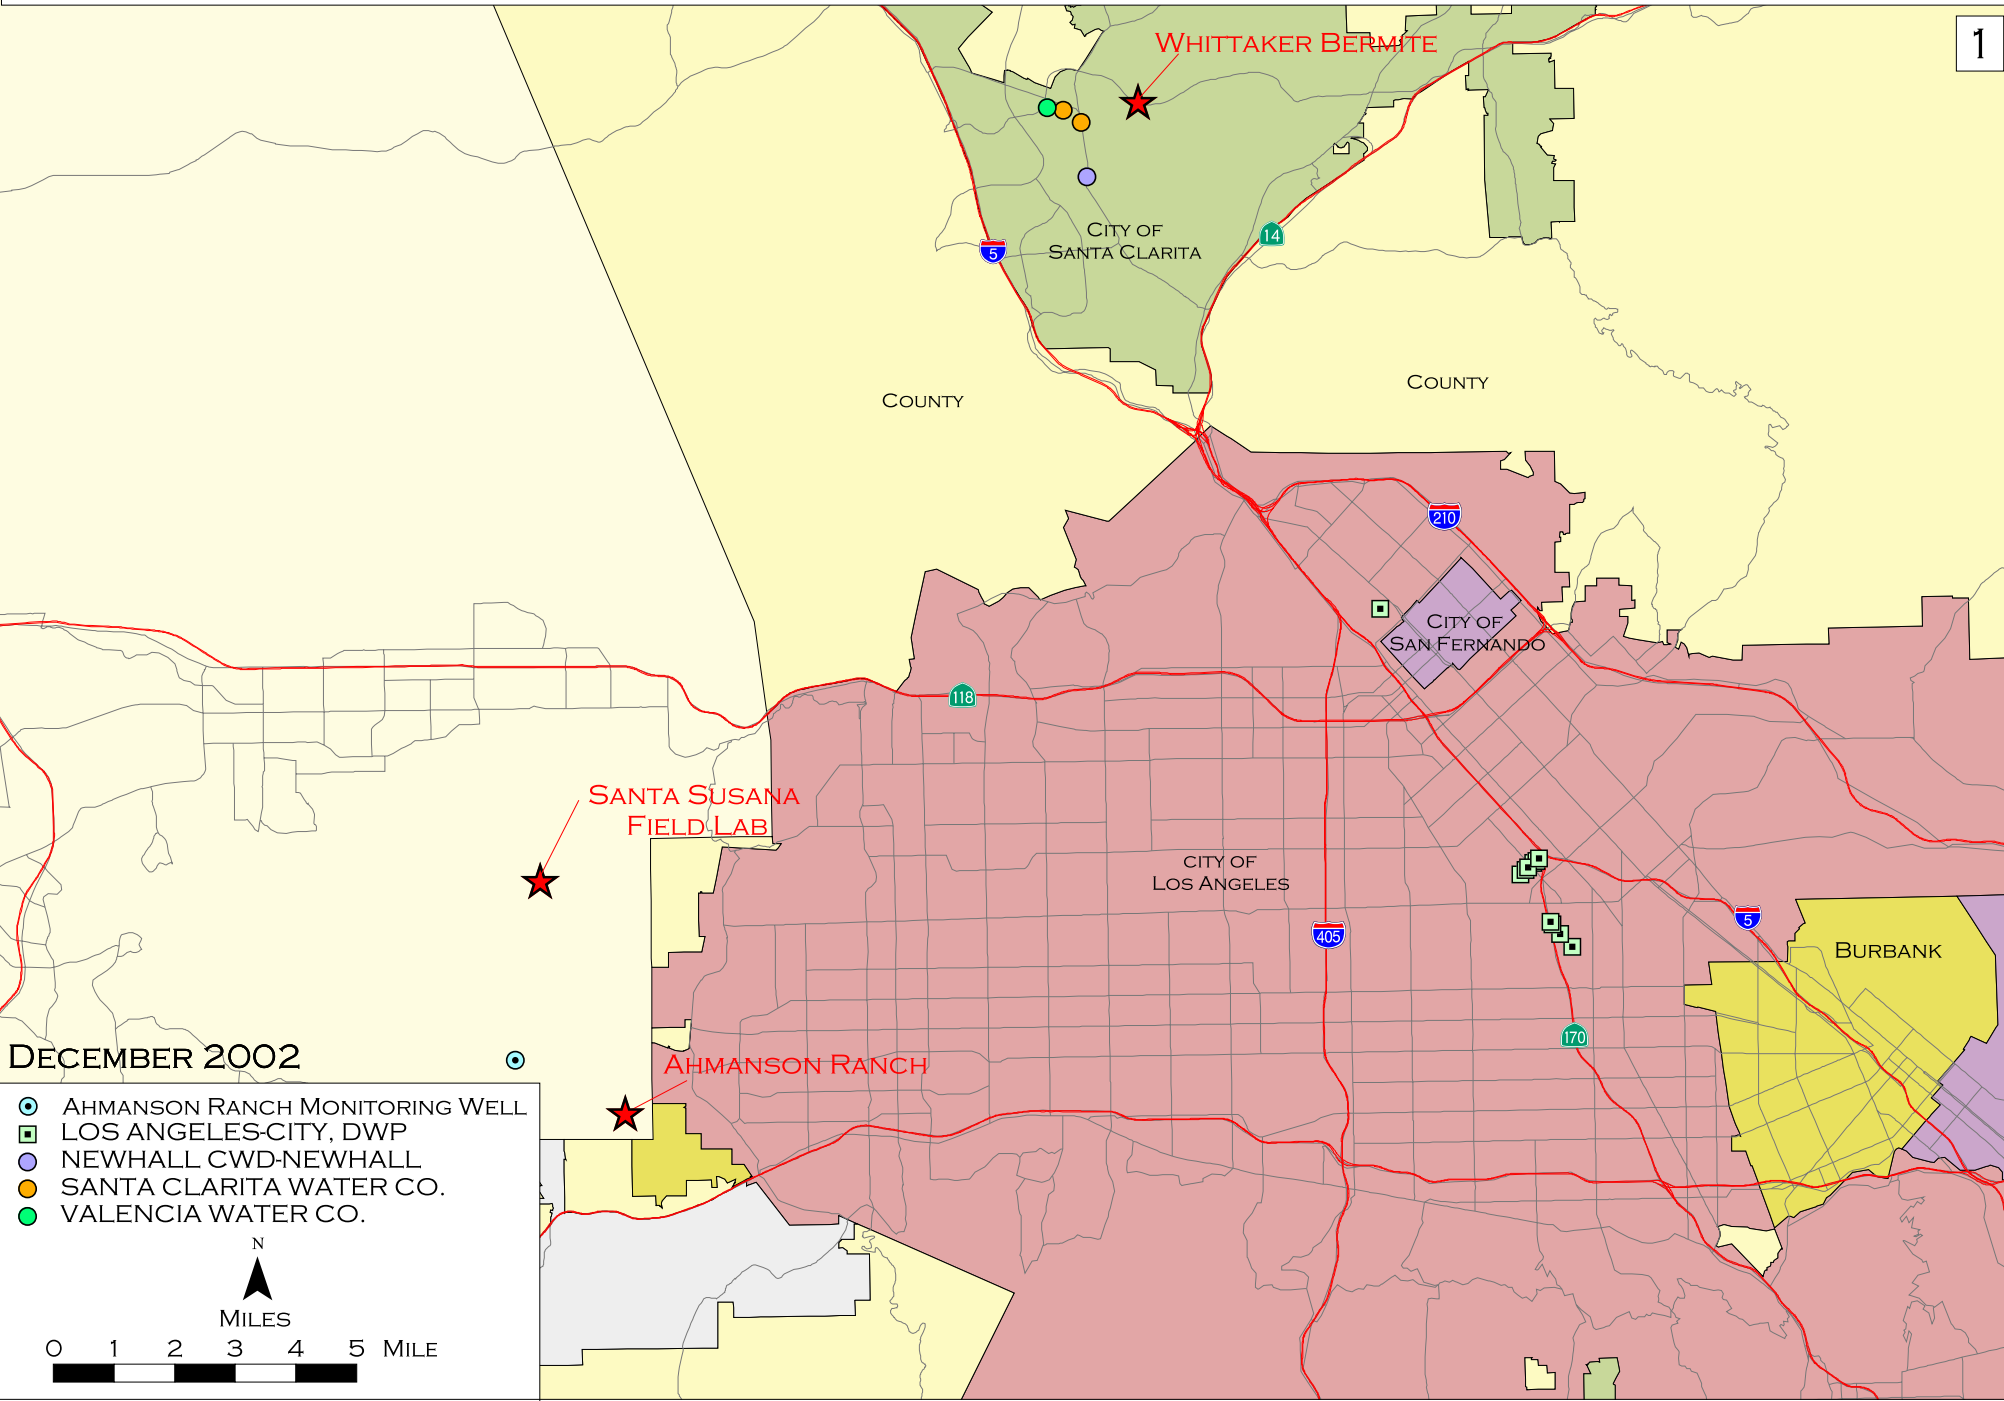 1
WHITTAKER BERMITE
CITY OF
SANTA CLARITA
5
14
COUNTY
COUNTY
210
CITY OF
SAN FERNANDO
118
SANTA SUSANA
FIELD LAB
CITY OF
LOS ANGELES
405
5
BURBANK
170
AHMANSON RANCH
DECEMBER 2002
AHMANSON RANCH MONITORING WELL
LOS ANGELES-CITY, DWP
NEWHALL CWD-NEWHALL
SANTA CLARITA WATER CO.
VALENCIA WATER CO.
N
MILES
0 1 2 3 4 5 MILE